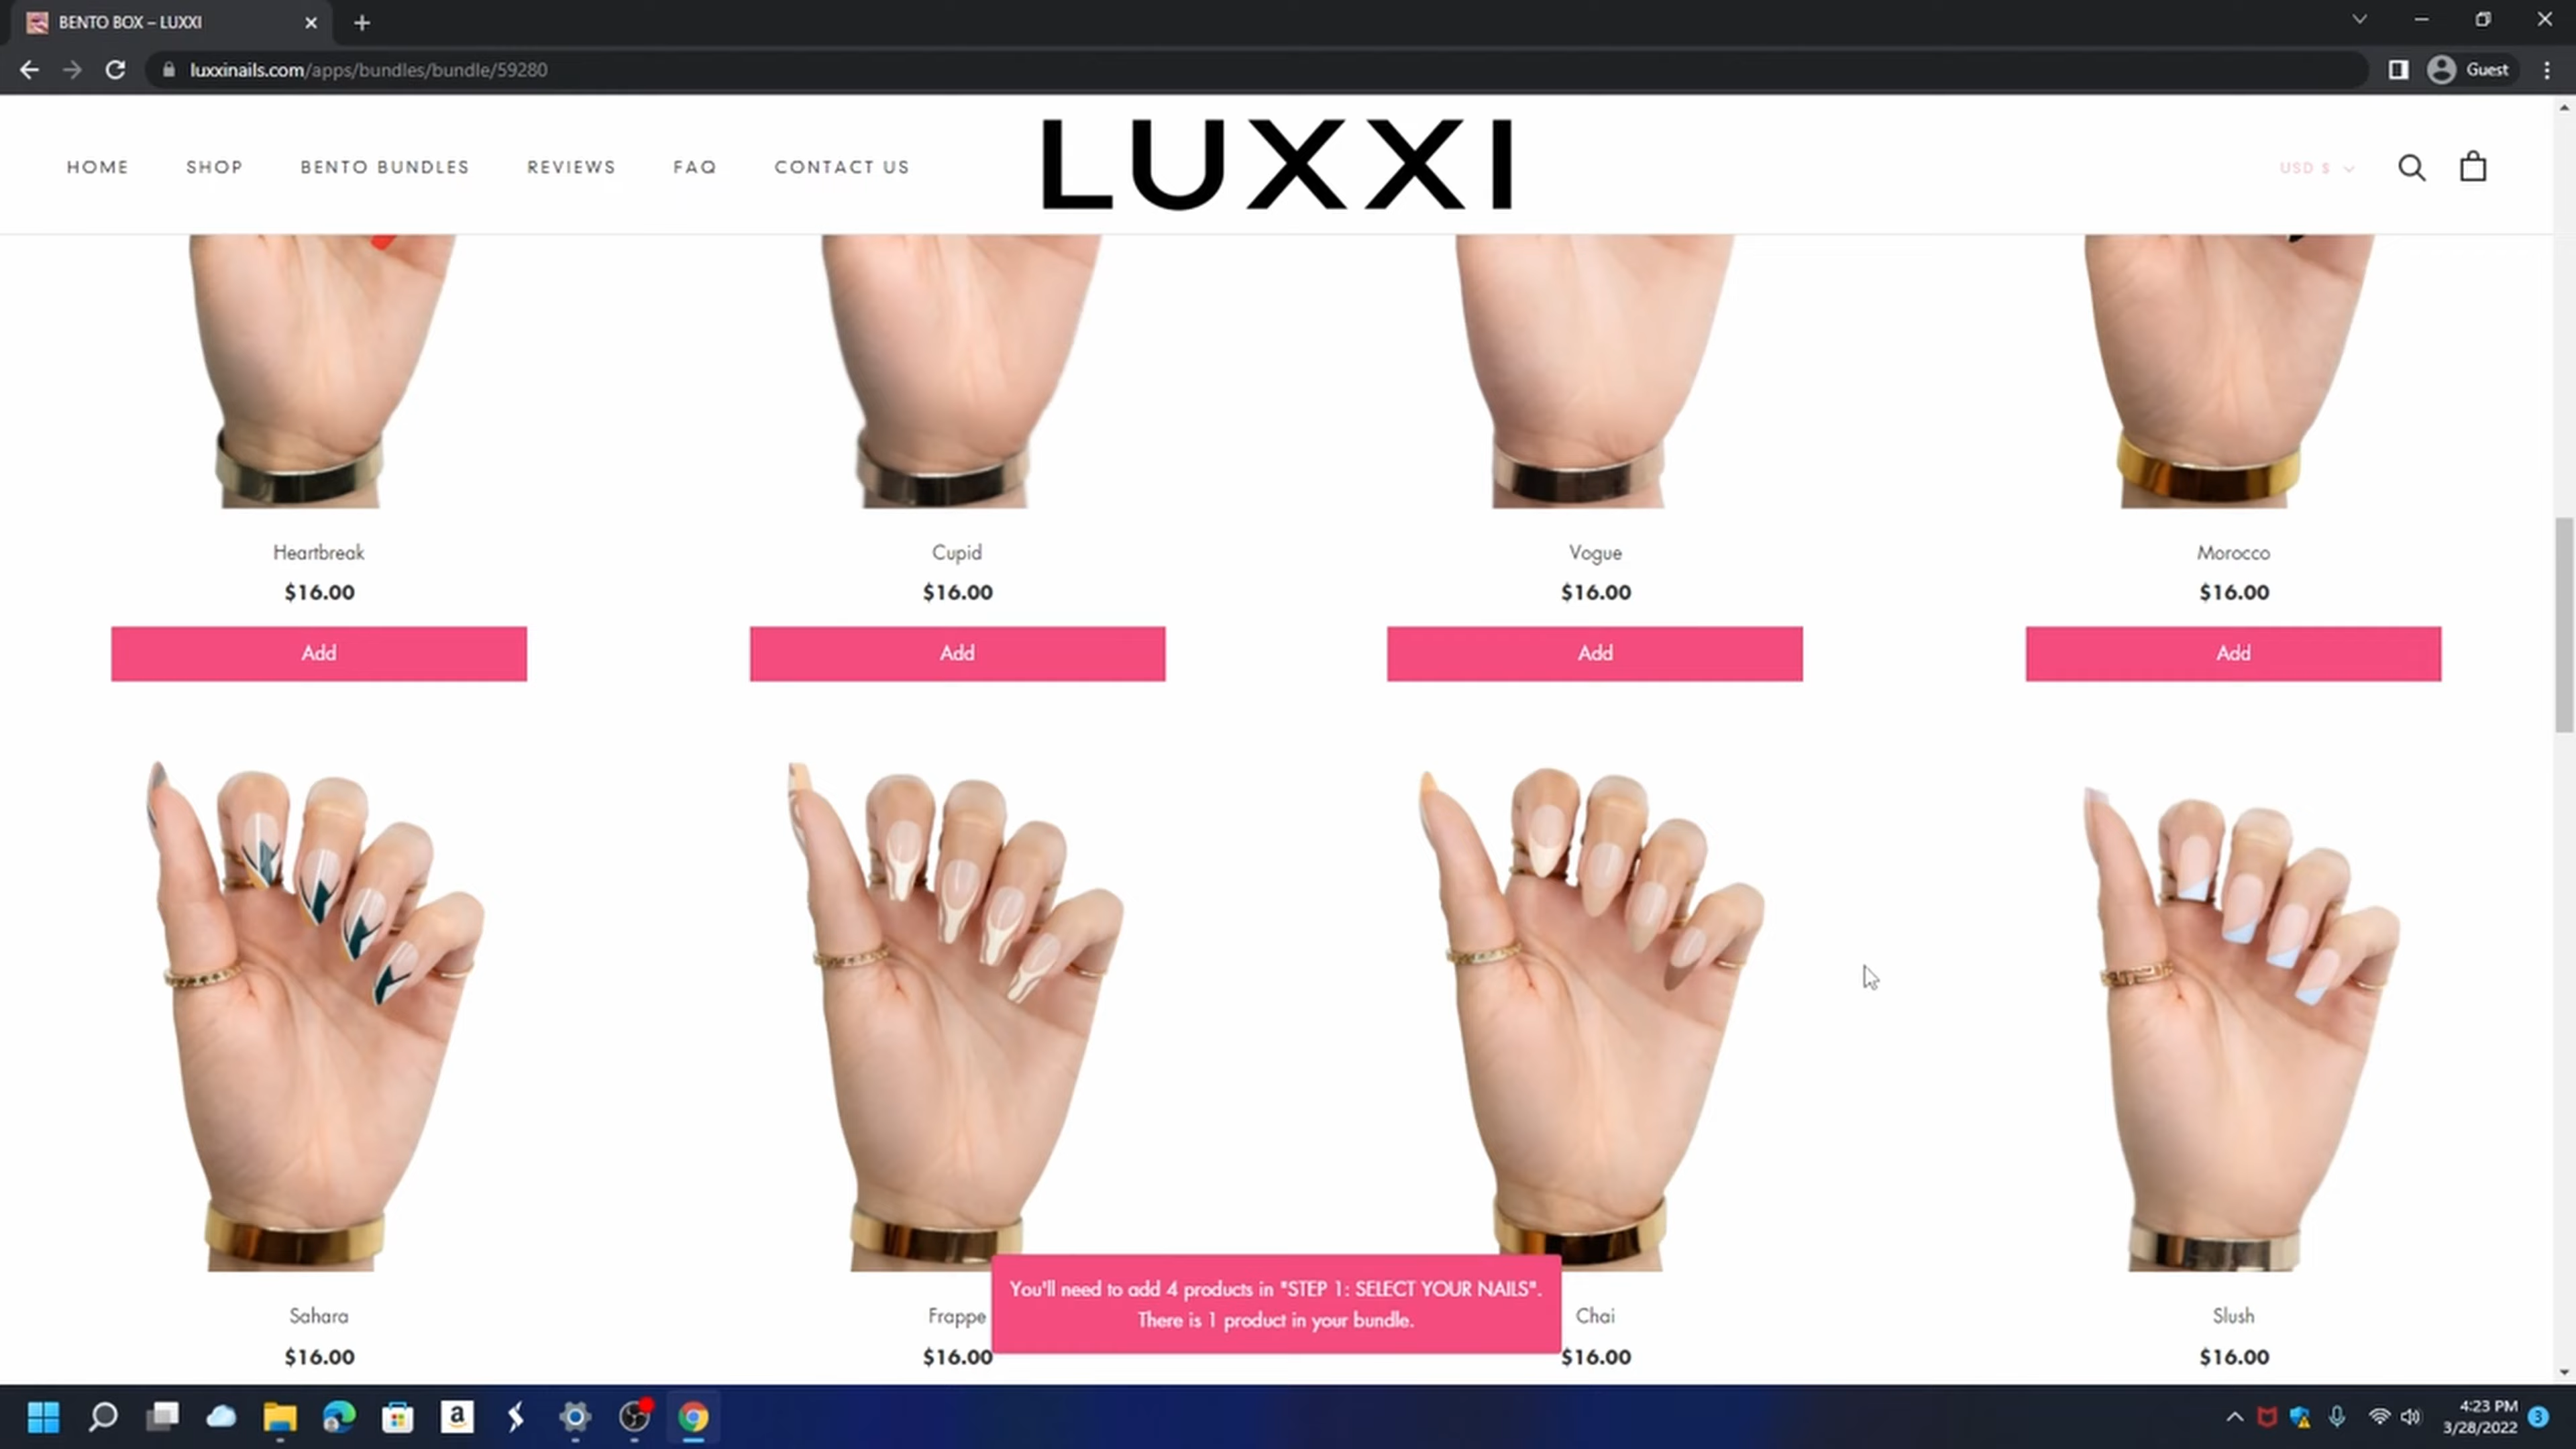 BENTO BOX – LUXXI
luxxinails.com/apps/bundles/bundle/59280
Guest
HOME SHOP BENTO BUNDLES REVIEWS FAQ CONTACT US
LUXXI
USD $
Heartbreak Cupid Vogue Morocco
$16.00 $16.00 $16.00 $16.00
Add Add Add Add
You'll need to add 4 products in "STEP 1: SELECT YOUR NAILS".
There is 1 product in your bundle.
Sahara Frappe Chai Slush
$16.00 $16.00 $16.00 $16.00
a
4:23 PM
3/28/2022
3